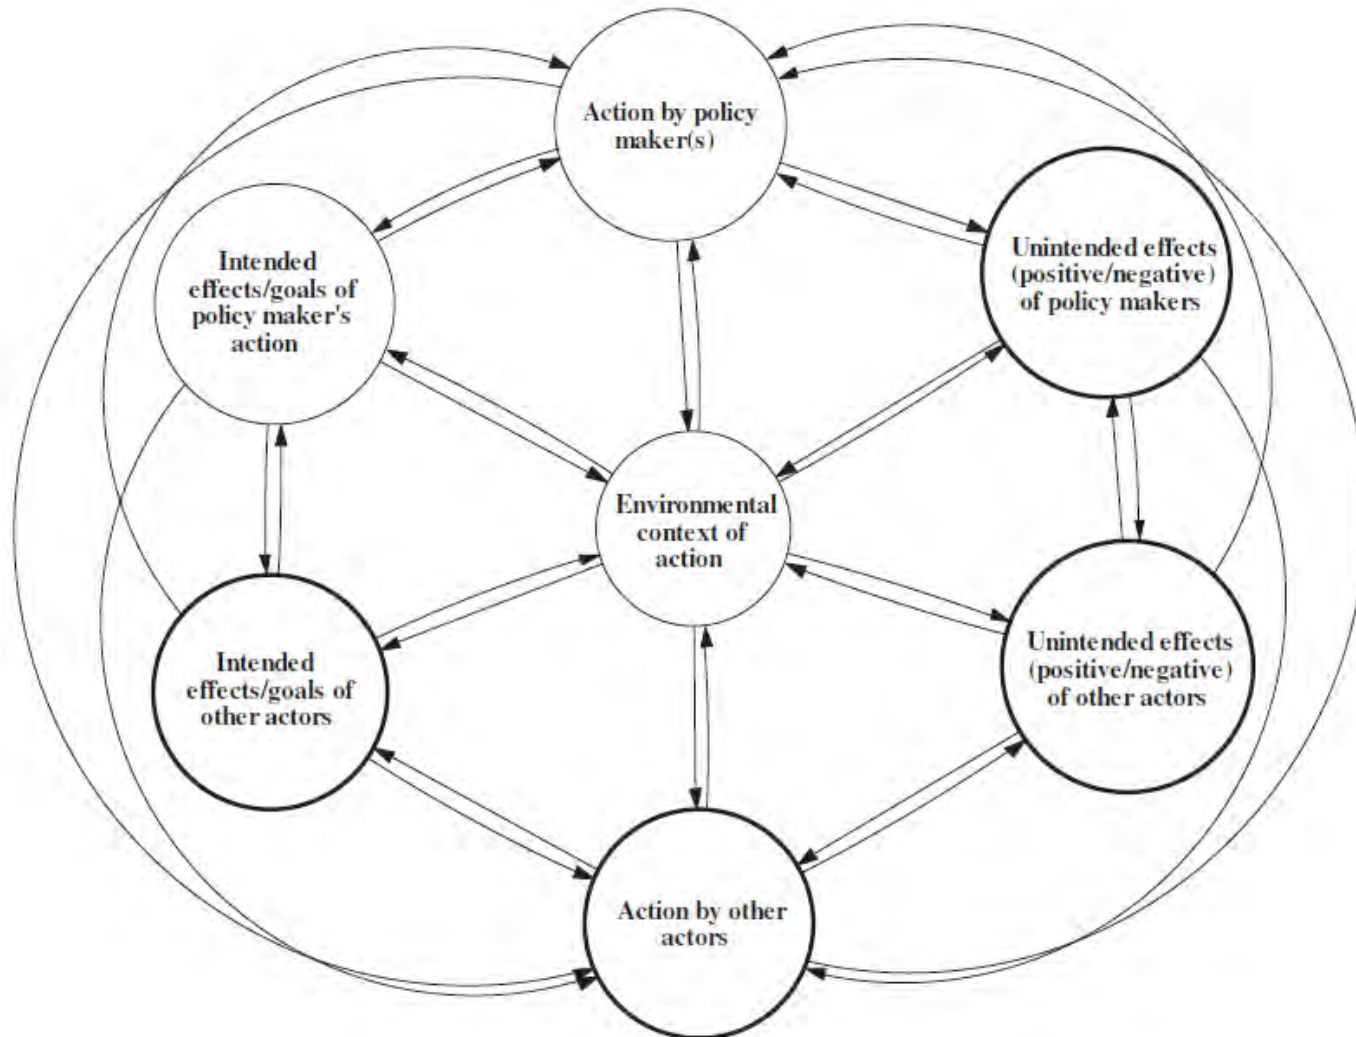 Action by policy
maker(s)
Unintended effects
(positive/negative)
of policy makers
Intended
effects/goals of
policy maker's
action
Environmental
context of
action
Intended
effects/goals of
other actors
Unintended effects
(positive/negative)
of other actors
Action by other
actors